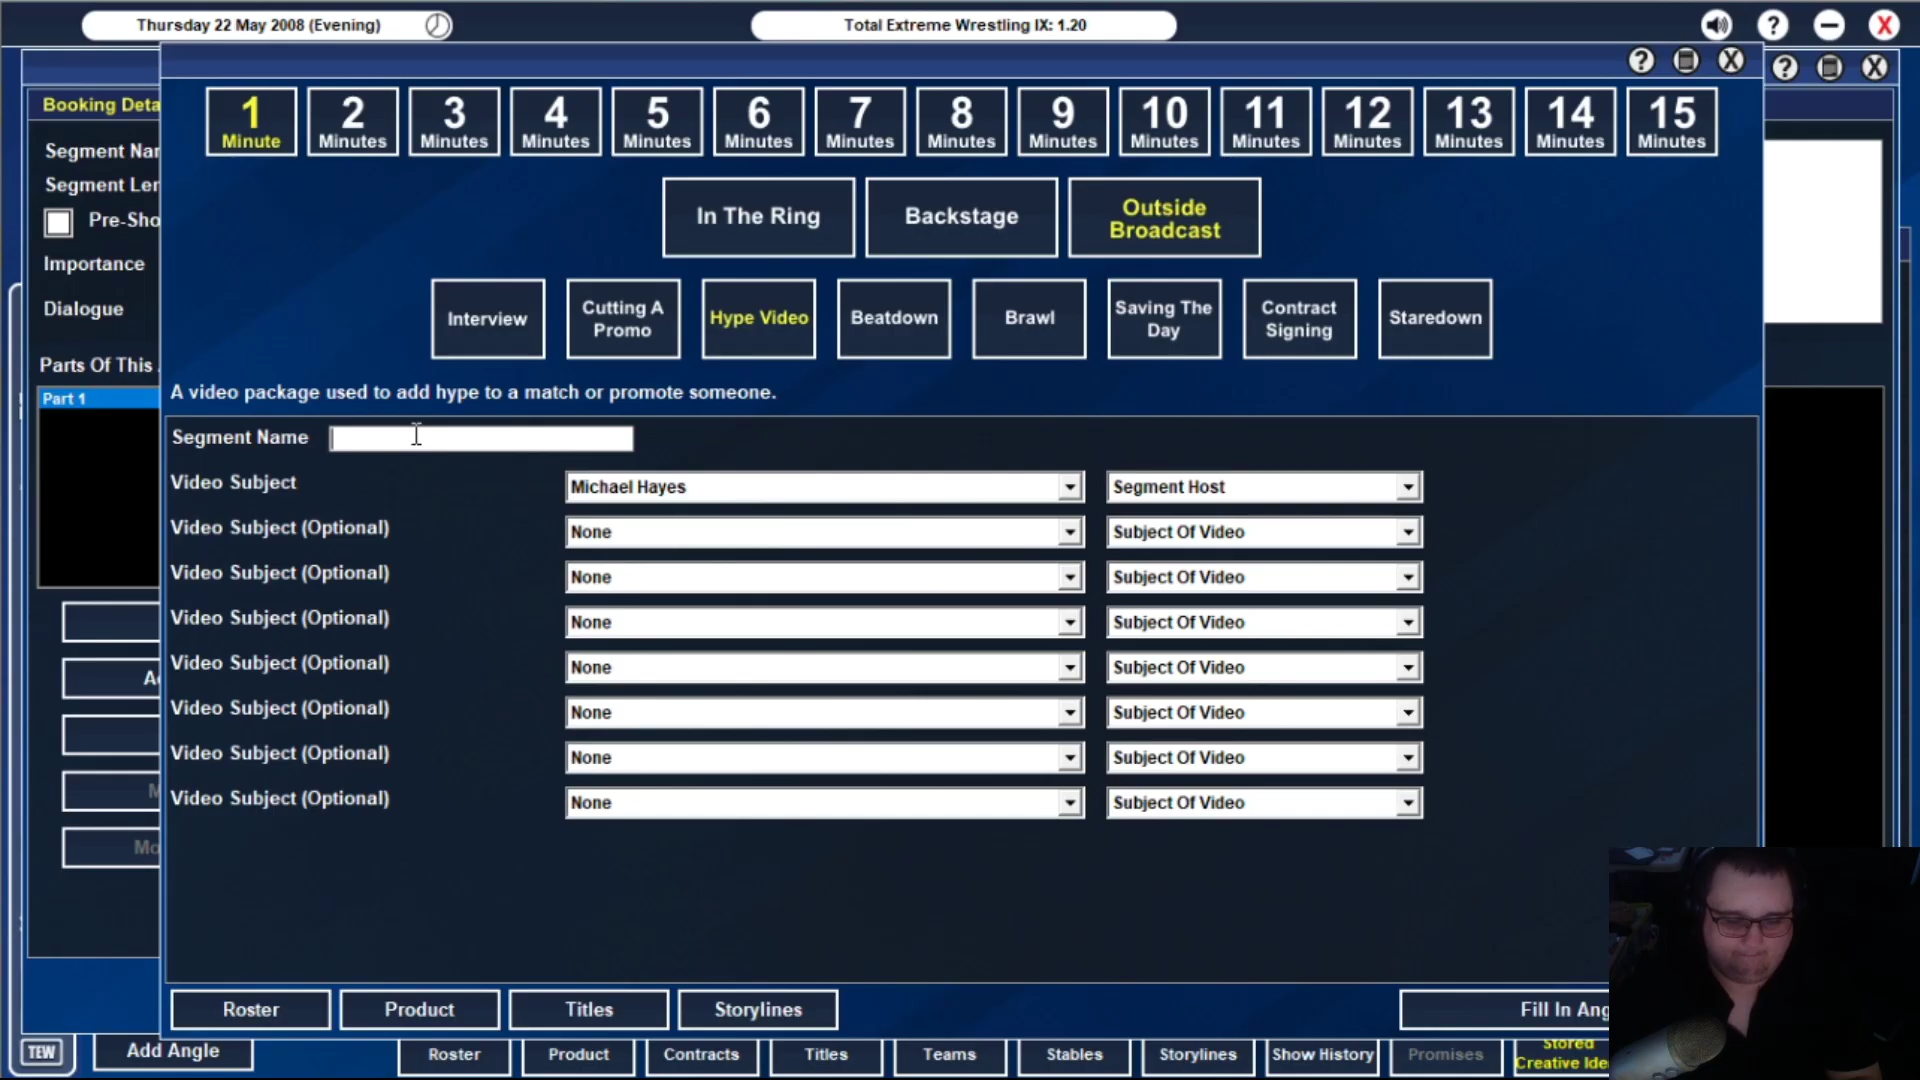 Thursday 22 May 2008 (Evening)
Total Extreme Wrestling IX: 1.20
Booking Deta
Segment Nar
Segment Ler
Pre-Sho
Importance
Dialogue
Parts Of This
Part 1
1 Minute
2 Minutes
3 Minutes
4 Minutes
5 Minutes
6 Minutes
7 Minutes
8 Minutes
9 Minutes
10 Minutes
11 Minutes
12 Minutes
13 Minutes
14 Minutes
15 Minutes
In The Ring
Backstage
Outside
Broadcast
Interview
Cutting A
Promo
Hype Video
Beatdown
Brawl
Saving The
Day
Contract
Signing
Staredown
A video package used to add hype to a match or promote someone.
Segment Name
Video Subject Michael Hayes Segment Host
Video Subject (Optional) None Subject Of Video
Video Subject (Optional) None Subject Of Video
Video Subject (Optional) None Subject Of Video
Video Subject (Optional) None Subject Of Video
Video Subject (Optional) None Subject Of Video
Video Subject (Optional) None Subject Of Video
Video Subject (Optional) None Subject Of Video
Roster Product Titles Storylines Fill In Ang
TEW Add Angle Roster Product Contracts Titles Teams Stables Storylines Show History Promises
Stored
Creative Ide